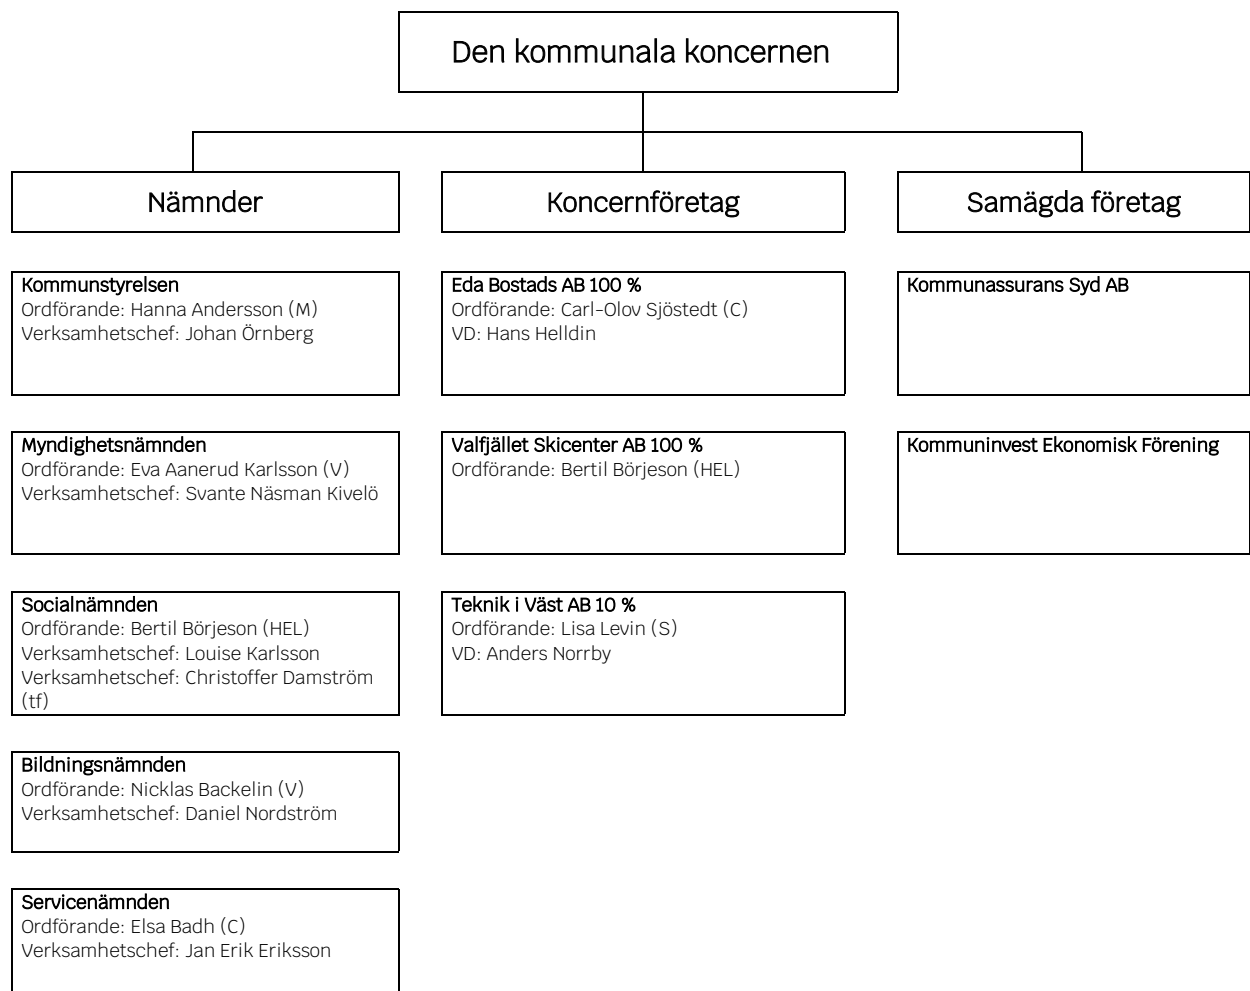 Den kommunala koncernen
Nämnder
Kommunstyrelsen
Ordförande: Hanna Andersson (M)
Verksamhetschef: Johan Örnberg
Myndighetsnämnden
Ordförande: Eva Aanerud Karlsson (V)
Verksamhetschef: Svante Näsman Kivelö
Socialnämnden
Ordförande: Bertil Börjeson (HEL)
Verksamhetschef: Louise Karlsson
Verksamhetschef: Christoffer Damström
(tf)
Bildningsnämnden
Ordförande: Nicklas Backelin (V)
Verksamhetschef: Daniel Nordström
Servicenämnden
Ordförande: Elsa Badh (C)
Verksamhetschef: Jan Erik Eriksson
Koncernföretag
Eda Bostads AB 100 %
Ordförande: Carl-Olov Sjöstedt (C)
VD: Hans Helldin
Valfjället Skicenter AB 100 %
Ordförande: Bertil Börjeson (HEL)
Teknik i Väst AB 10 %
Ordförande: Lisa Levin (S)
VD: Anders Norrby
Samägda företag
Kommunassurans Syd AB
Kommuninvest Ekonomisk Förening